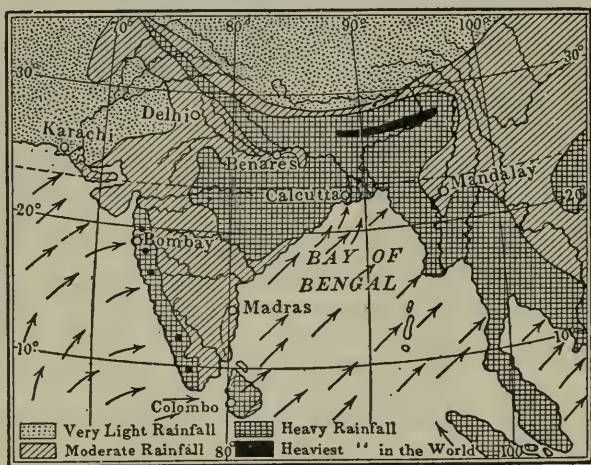 70°
80°
90°
100°
30°
30°
Delhi
Karachi
Benares
Mandalay
Calcutta
20°
20°
Bombay
BAY OF
BENGAL
Madras
10°
10°
Colombo
Very Light Rainfall
Heavy Rainfall
Moderate Rainfall
80°
Heaviest " in the World
100°